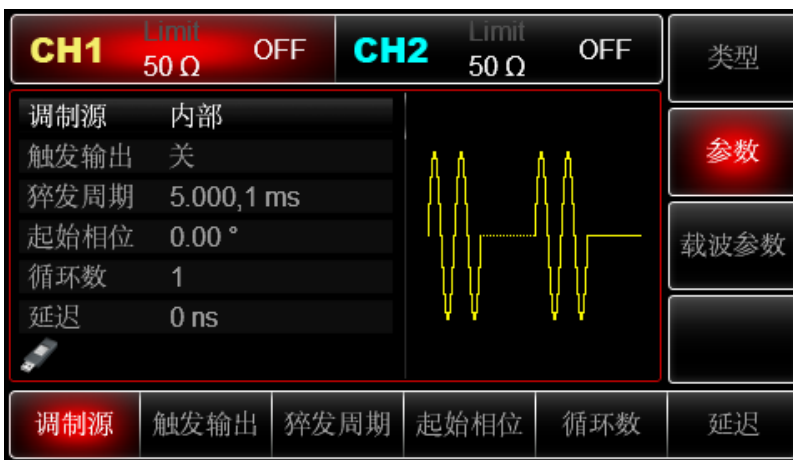 CH1 Limit 50 Ω OFF
CH2 Limit 50 Ω OFF
类型
调制源 内部
触发输出 关
猝发周期 5.000,1 ms
起始相位 0.00 °
循环数 1
延迟 0 ns
参数
载波参数
调制源 触发输出 猝发周期 起始相位 循环数 延迟